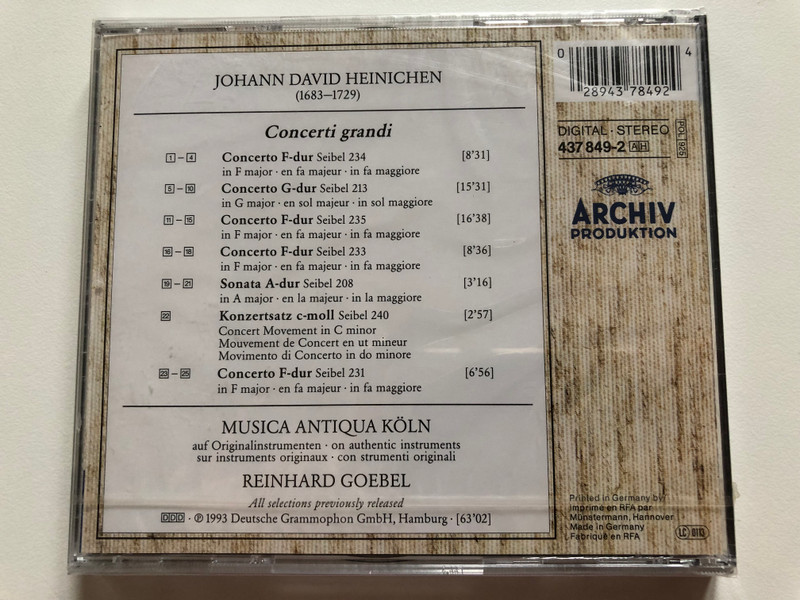 JOHANN DAVID HEINICHEN
(1683–1729)
Concerti grandi
1 – 4 Concerto F-dur Seibel 234 [8'31]
in F major · en fa majeur · in fa maggiore
5 – 10 Concerto G-dur Seibel 213 [15'31]
in G major · en sol majeur · in sol maggiore
11 – 15 Concerto F-dur Seibel 235 [16'38]
in F major · en fa majeur · in fa maggiore
16 – 18 Concerto F-dur Seibel 233 [8'36]
in F major · en fa majeur · in fa maggiore
19 – 21 Sonata A-dur Seibel 208 [3'16]
in A major · en la majeur · in la maggiore
22 Konzertsatz c-moll Seibel 240 [2'57]
Concert Movement in C minor
Mouvement de Concert en ut mineur
Movimento di Concerto in do minore
23 – 25 Concerto F-dur Seibel 231 [6'56]
in F major · en fa majeur · in fa maggiore
MUSICA ANTIQUA KÖLN
auf Originalinstrumenten · on authentic instruments
sur instruments originaux · con strumenti originali
REINHARD GOEBEL
All selections previously released
DDD · ℗ 1993 Deutsche Grammophon GmbH, Hamburg · [63'02]
0 28943 78492 4
DIGITAL · STEREO
437 849-2 AH
POL 925
ARCHIV
PRODUKTION
Printed in Germany by/
Imprimé en RFA par
Münstermann, Hannover
Made in Germany
Fabriqué en RFA
LC 0113